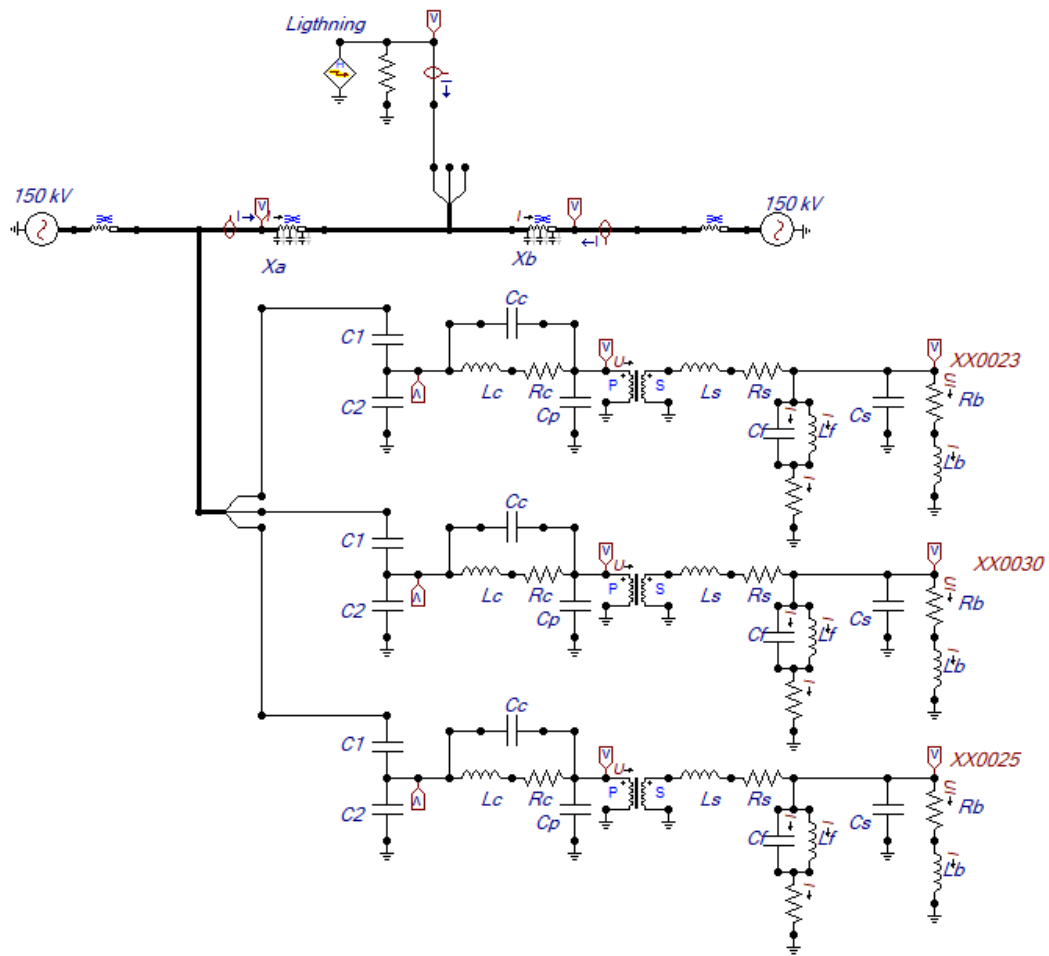 Ligthning
V
H
I
150 kV
I
V
I
I
V
I
150 kV
Xa
Xb
C1
Cc
V
U
V
XX0023
C2
V
Lc
Rc
Cp
P
S
Ls
Rs
Cf
I
Lf
I
Cs
I/U
Rb
I
Lb
I
C1
Cc
V
U
V
XX0030
C2
V
Lc
Rc
Cp
P
S
Ls
Rs
Cf
I
Lf
I
Cs
I/U
Rb
I
Lb
I
C1
Cc
V
U
V
XX0025
C2
V
Lc
Rc
Cp
P
S
Ls
Rs
Cf
I
Lf
I
Cs
I/U
Rb
I
Lb
I